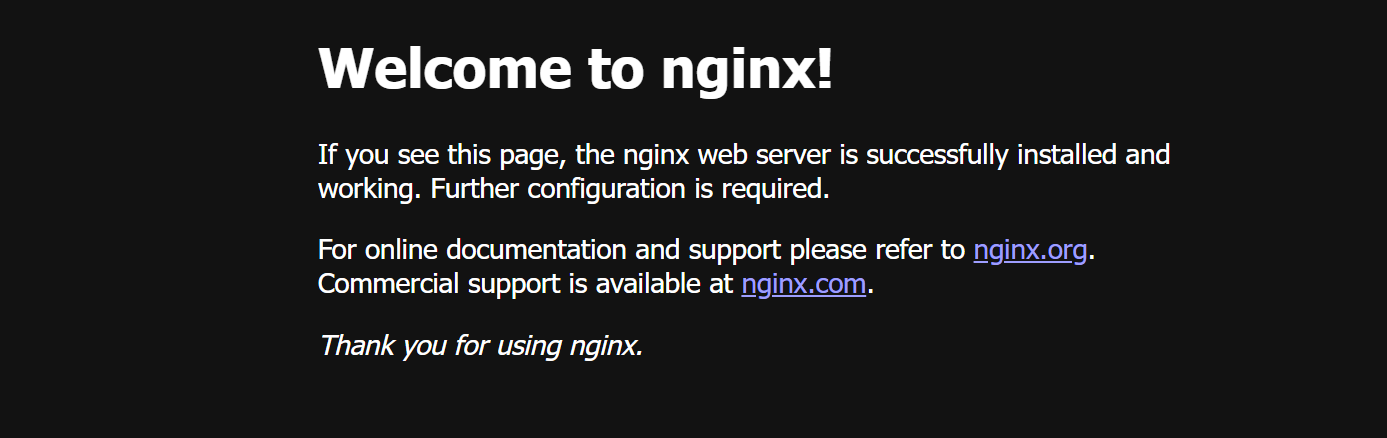 Welcome to nginx!
If you see this page, the nginx web server is successfully installed and
working. Further configuration is required.
For online documentation and support please refer to nginx.org.
Commercial support is available at nginx.com.
Thank you for using nginx.